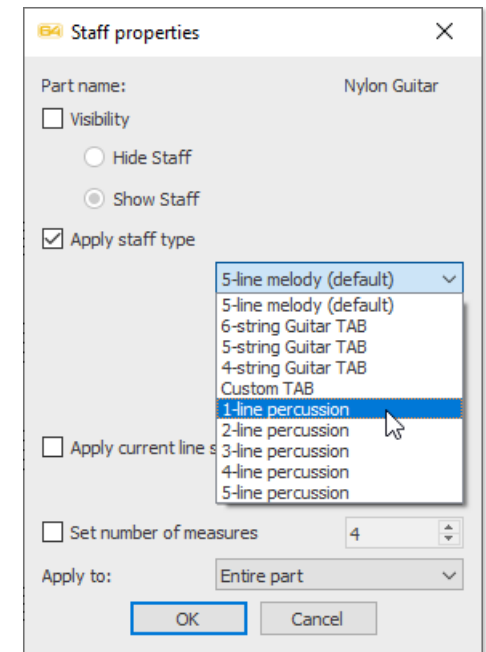 64 Staff properties
Part name: Nylon Guitar
Visibility
Hide Staff
Show Staff
Apply staff type
5-line melody (default)
5-line melody (default)
6-string Guitar TAB
5-string Guitar TAB
4-string Guitar TAB
Custom TAB
1-line percussion
2-line percussion
Apply current line s
3-line percussion
4-line percussion
5-line percussion
Set number of measures 4
Apply to: Entire part
OK Cancel